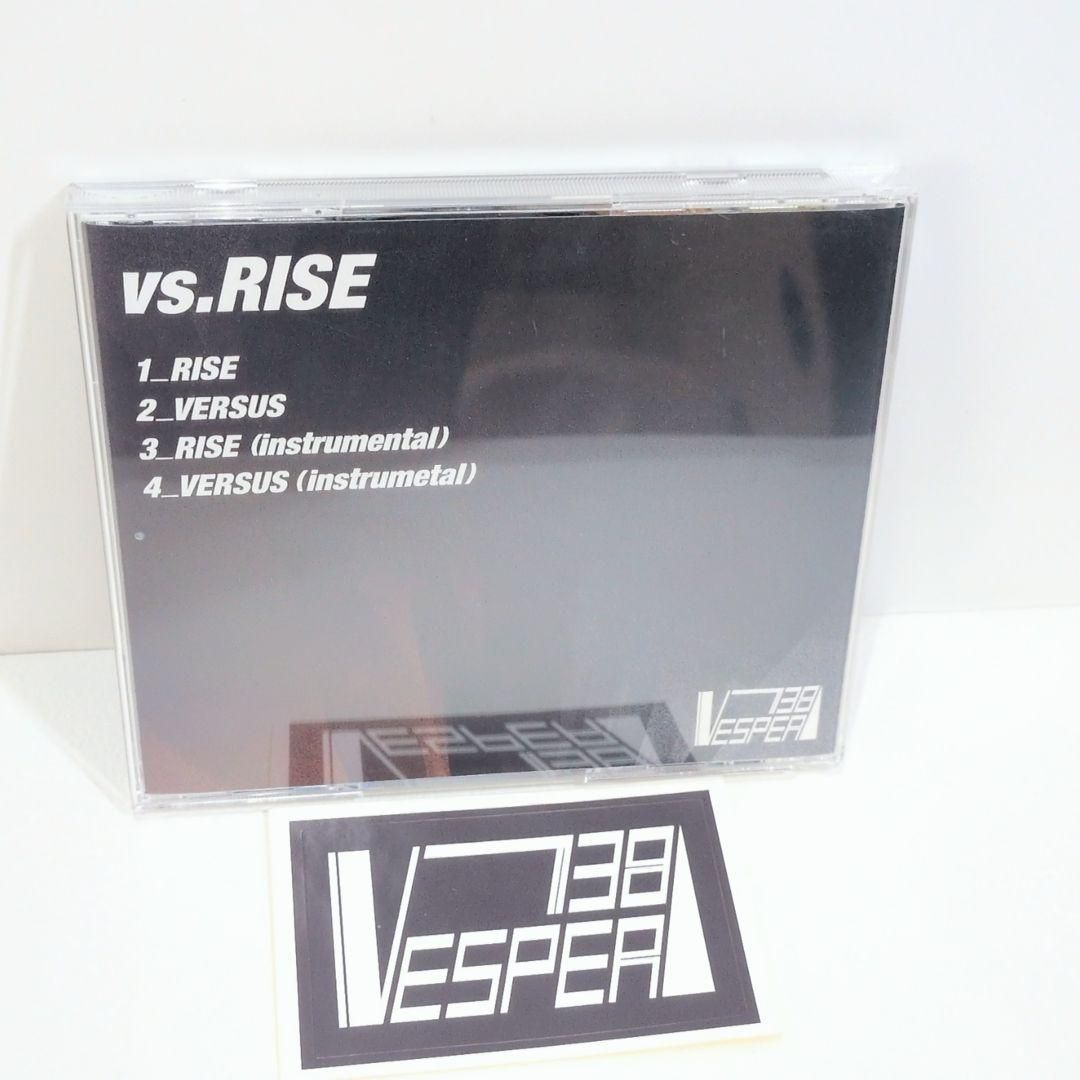 vs.RISE
1_RISE
2_VERSUS
3_RISE (instrumental)
4_VERSUS (instrumetal)
738
VESPER
738
VESPER